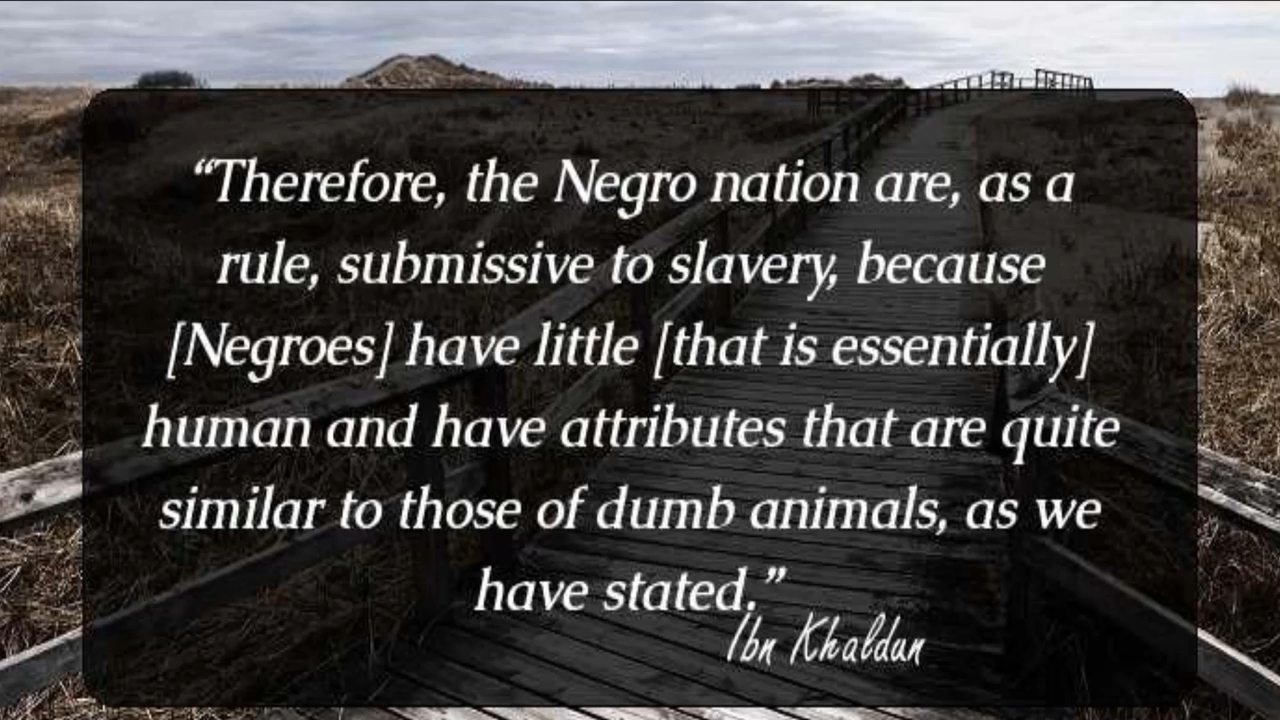 “Therefore, the Negro nation are, as a
rule, submissive to slavery, because
[Negroes] have little [that is essentially]
human and have attributes that are quite
similar to those of dumb animals, as we
have stated.”
Ibn Khaldun